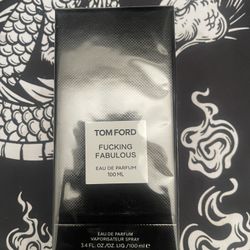 TOM FORD
FUCKING
FABULOUS
EAU DE PARFUM
100 ML
EAU DE PARFUM
VAPORISATEUR SPRAY
3.4 FL. OZ./OZ. LIQ./100 ml ℮